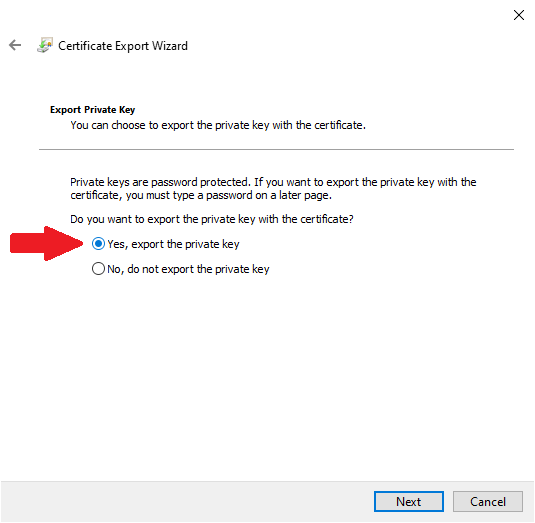 Certificate Export Wizard
Export Private Key
You can choose to export the private key with the certificate.
Private keys are password protected. If you want to export the private key with the
certificate, you must type a password on a later page.
Do you want to export the private key with the certificate?
Yes, export the private key
No, do not export the private key
Next
Cancel